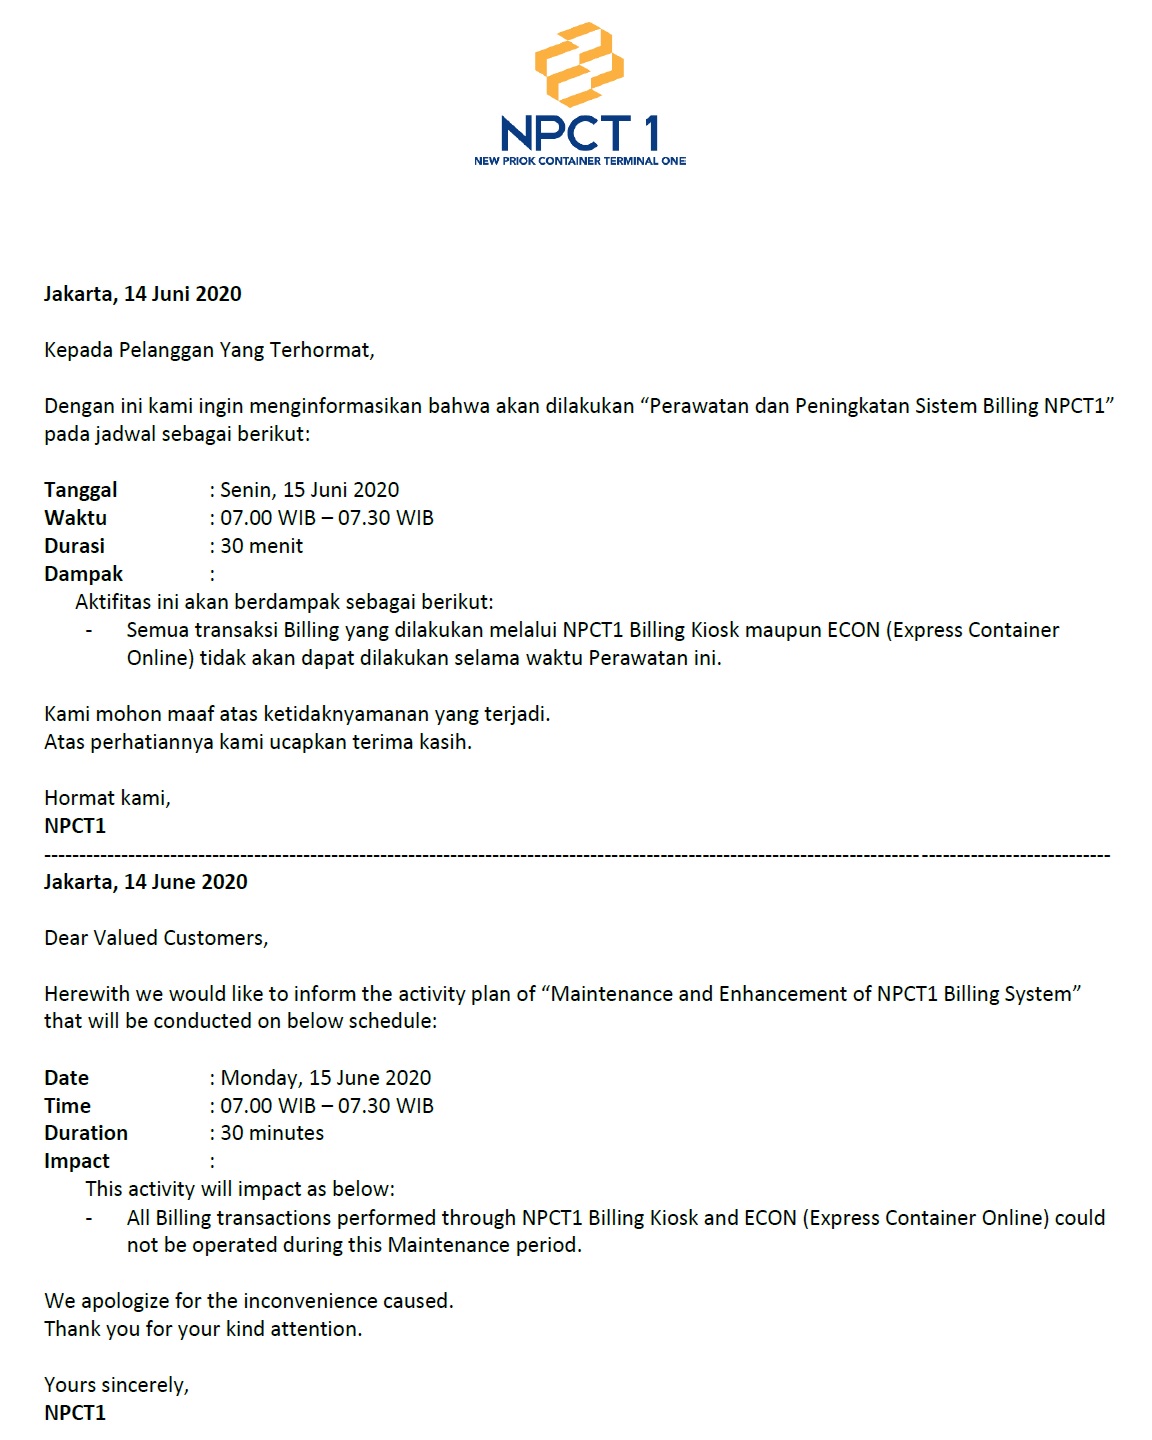 NPCT 1
NEW PRIOK CONTAINER TERMINAL ONE
Jakarta, 14 Juni 2020
Kepada Pelanggan Yang Terhormat,
Dengan ini kami ingin menginformasikan bahwa akan dilakukan “Perawatan dan Peningkatan Sistem Billing NPCT1”
pada jadwal sebagai berikut:
Tanggal : Senin, 15 Juni 2020
Waktu : 07.00 WIB – 07.30 WIB
Durasi : 30 menit
Dampak :
Aktifitas ini akan berdampak sebagai berikut:
- Semua transaksi Billing yang dilakukan melalui NPCT1 Billing Kiosk maupun ECON (Express Container
Online) tidak akan dapat dilakukan selama waktu Perawatan ini.
Kami mohon maaf atas ketidaknyamanan yang terjadi.
Atas perhatiannya kami ucapkan terima kasih.
Hormat kami,
NPCT1
Jakarta, 14 June 2020
Dear Valued Customers,
Herewith we would like to inform the activity plan of “Maintenance and Enhancement of NPCT1 Billing System”
that will be conducted on below schedule:
Date : Monday, 15 June 2020
Time : 07.00 WIB – 07.30 WIB
Duration : 30 minutes
Impact :
This activity will impact as below:
- All Billing transactions performed through NPCT1 Billing Kiosk and ECON (Express Container Online) could
not be operated during this Maintenance period.
We apologize for the inconvenience caused.
Thank you for your kind attention.
Yours sincerely,
NPCT1